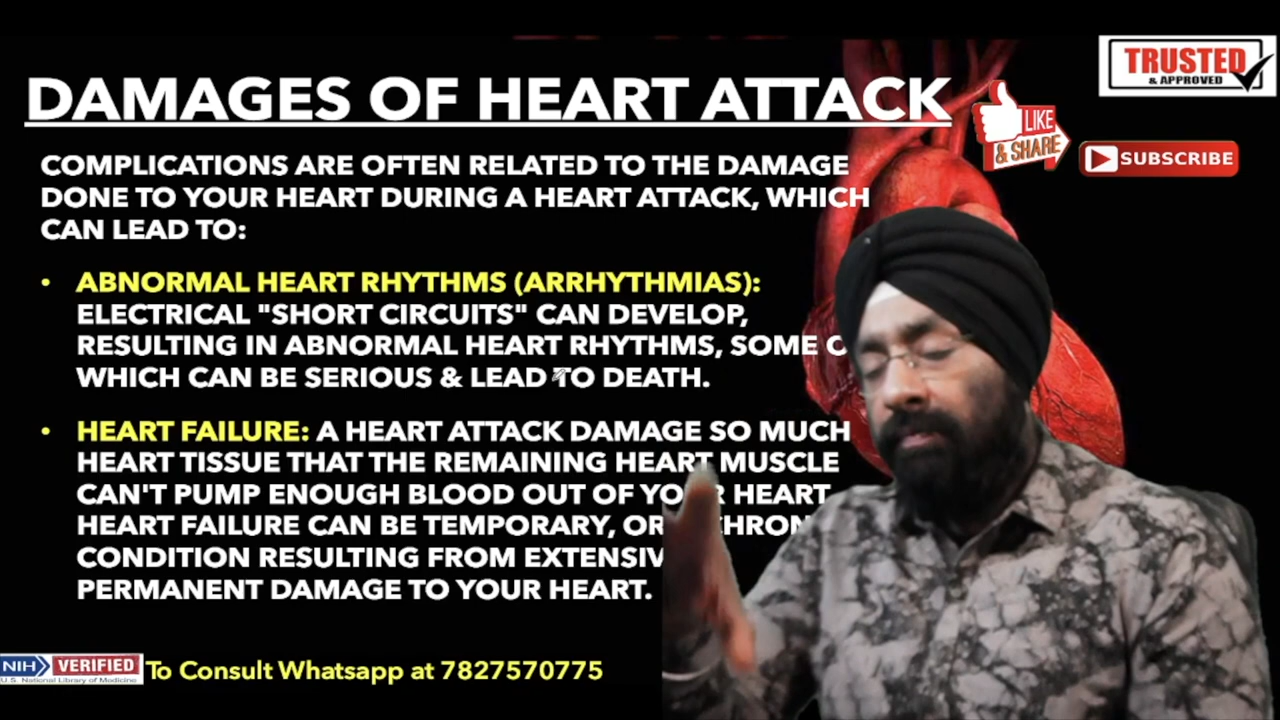 TRUSTED
& APPROVED
DAMAGES OF HEART ATTACK
LIKE
& SHARE
SUBSCRIBE
COMPLICATIONS ARE OFTEN RELATED TO THE DAMAGE
DONE TO YOUR HEART DURING A HEART ATTACK, WHICH
CAN LEAD TO:
• ABNORMAL HEART RHYTHMS (ARRHYTHMIAS):
ELECTRICAL "SHORT CIRCUITS" CAN DEVELOP,
RESULTING IN ABNORMAL HEART RHYTHMS, SOME
WHICH CAN BE SERIOUS & LEAD TO DEATH.
• HEART FAILURE: A HEART ATTACK DAMAGE SO MUCH
HEART TISSUE THAT THE REMAINING HEART MUSCLE
CAN'T PUMP ENOUGH BLOOD OUT OF YOUR HEART
HEART FAILURE CAN BE TEMPORARY, OR
CONDITION RESULTING FROM
PERMANENT DAMAGE TO YOUR HEART.
NIH VERIFIED
U.S. National Library of Medicine
To Consult Whatsapp at 7827570775